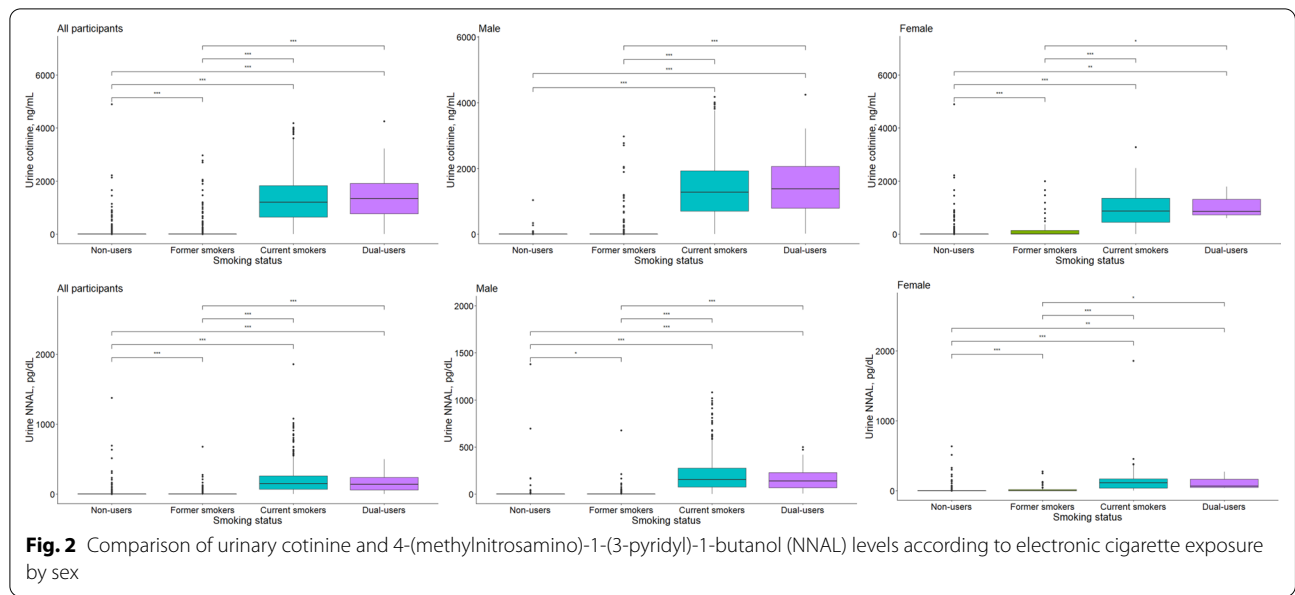 All participants
Urine cotinine, ng/mL
6000
4000
2000
0
***
***
***
***
***
Non-users Former smokers Current smokers Dual-users
Smoking status
Male
Urine cotinine, ng/mL
6000
4000
2000
0
***
***
***
***
Non-users Former smokers Current smokers Dual-users
Smoking status
Female
Urine cotinine, ng/mL
6000
4000
2000
0
*
***
**
***
***
Non-users Former smokers Current smokers Dual-users
Smoking status
All participants
Urine NNAL, pg/dL
2000
1000
0
***
***
***
***
***
Non-users Former smokers Current smokers Dual-users
Smoking status
Male
Urine NNAL, pg/dL
2000
1500
1000
500
0
***
***
***
***
*
Non-users Former smokers Current smokers Dual-users
Smoking status
Female
Urine NNAL, pg/dL
2000
1000
0
*
***
**
***
***
Non-users Former smokers Current smokers Dual-users
Smoking status
Fig. 2 Comparison of urinary cotinine and 4-(methylnitrosamino)-1-(3-pyridyl)-1-butanol (NNAL) levels according to electronic cigarette exposure
by sex